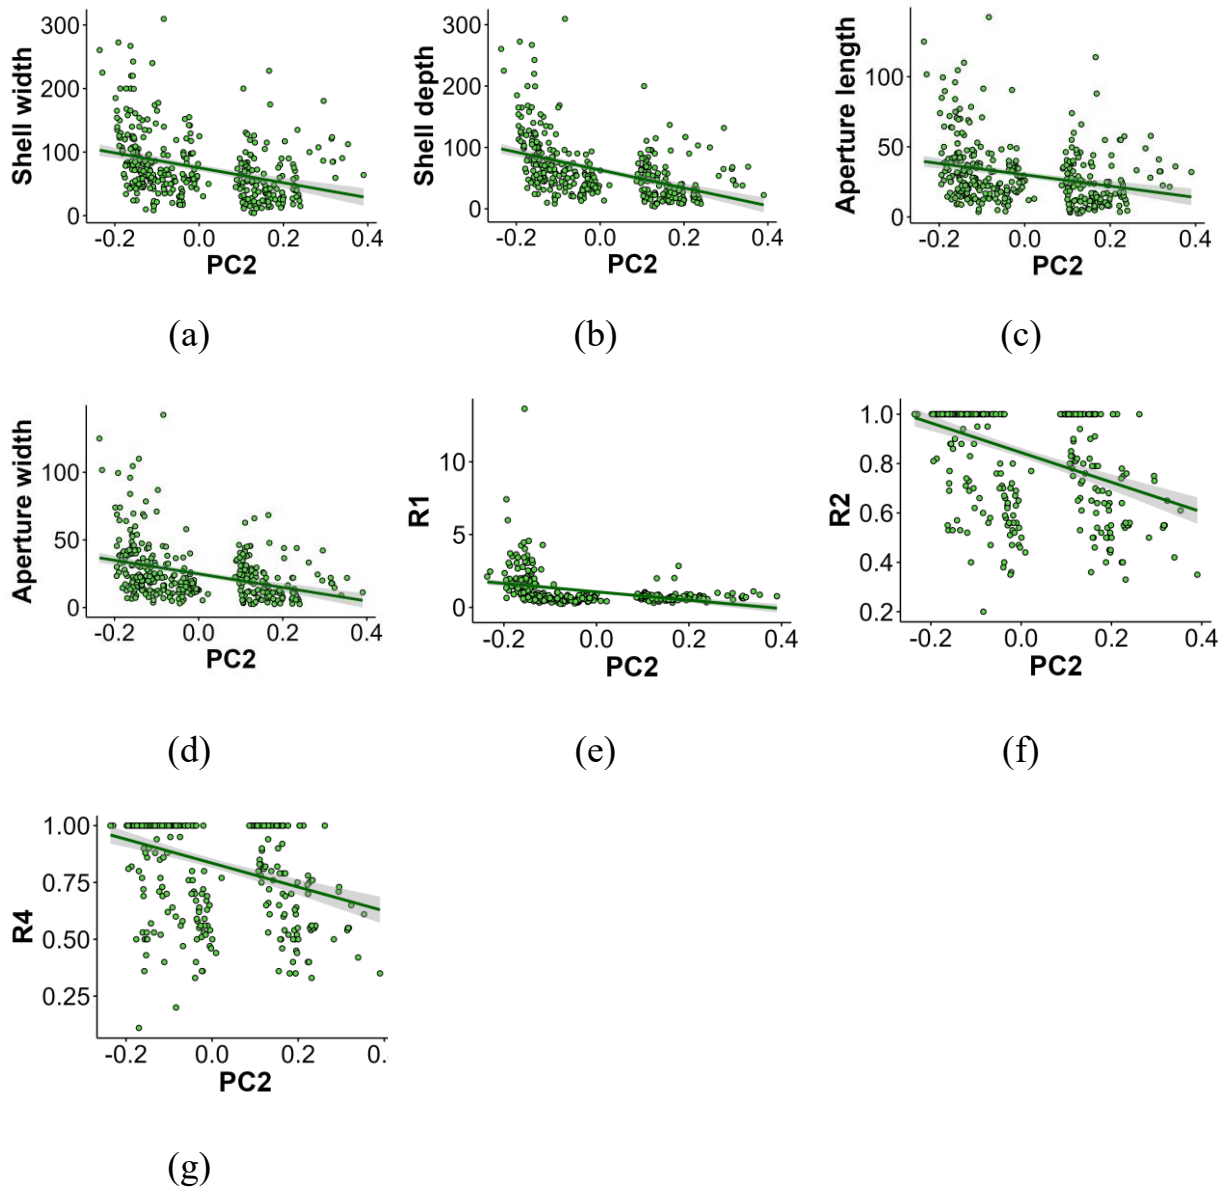 300
200
100
0
Shell width
-0.2 0.0 0.2 0.4
PC2
(a)
300
200
100
0
Shell depth
-0.2 0.0 0.2 0.4
PC2
(b)
100
50
0
Aperture length
-0.2 0.0 0.2 0.4
PC2
(c)
100
50
0
Aperture width
-0.2 0.0 0.2 0.4
PC2
(d)
10
5
0
R1
-0.2 0.0 0.2 0.4
PC2
(e)
1.0
0.8
0.6
0.4
0.2
R2
-0.2 0.0 0.2 0.4
PC2
(f)
1.00
0.75
0.50
0.25
R4
-0.2 0.0 0.2 0.
PC2
(g)